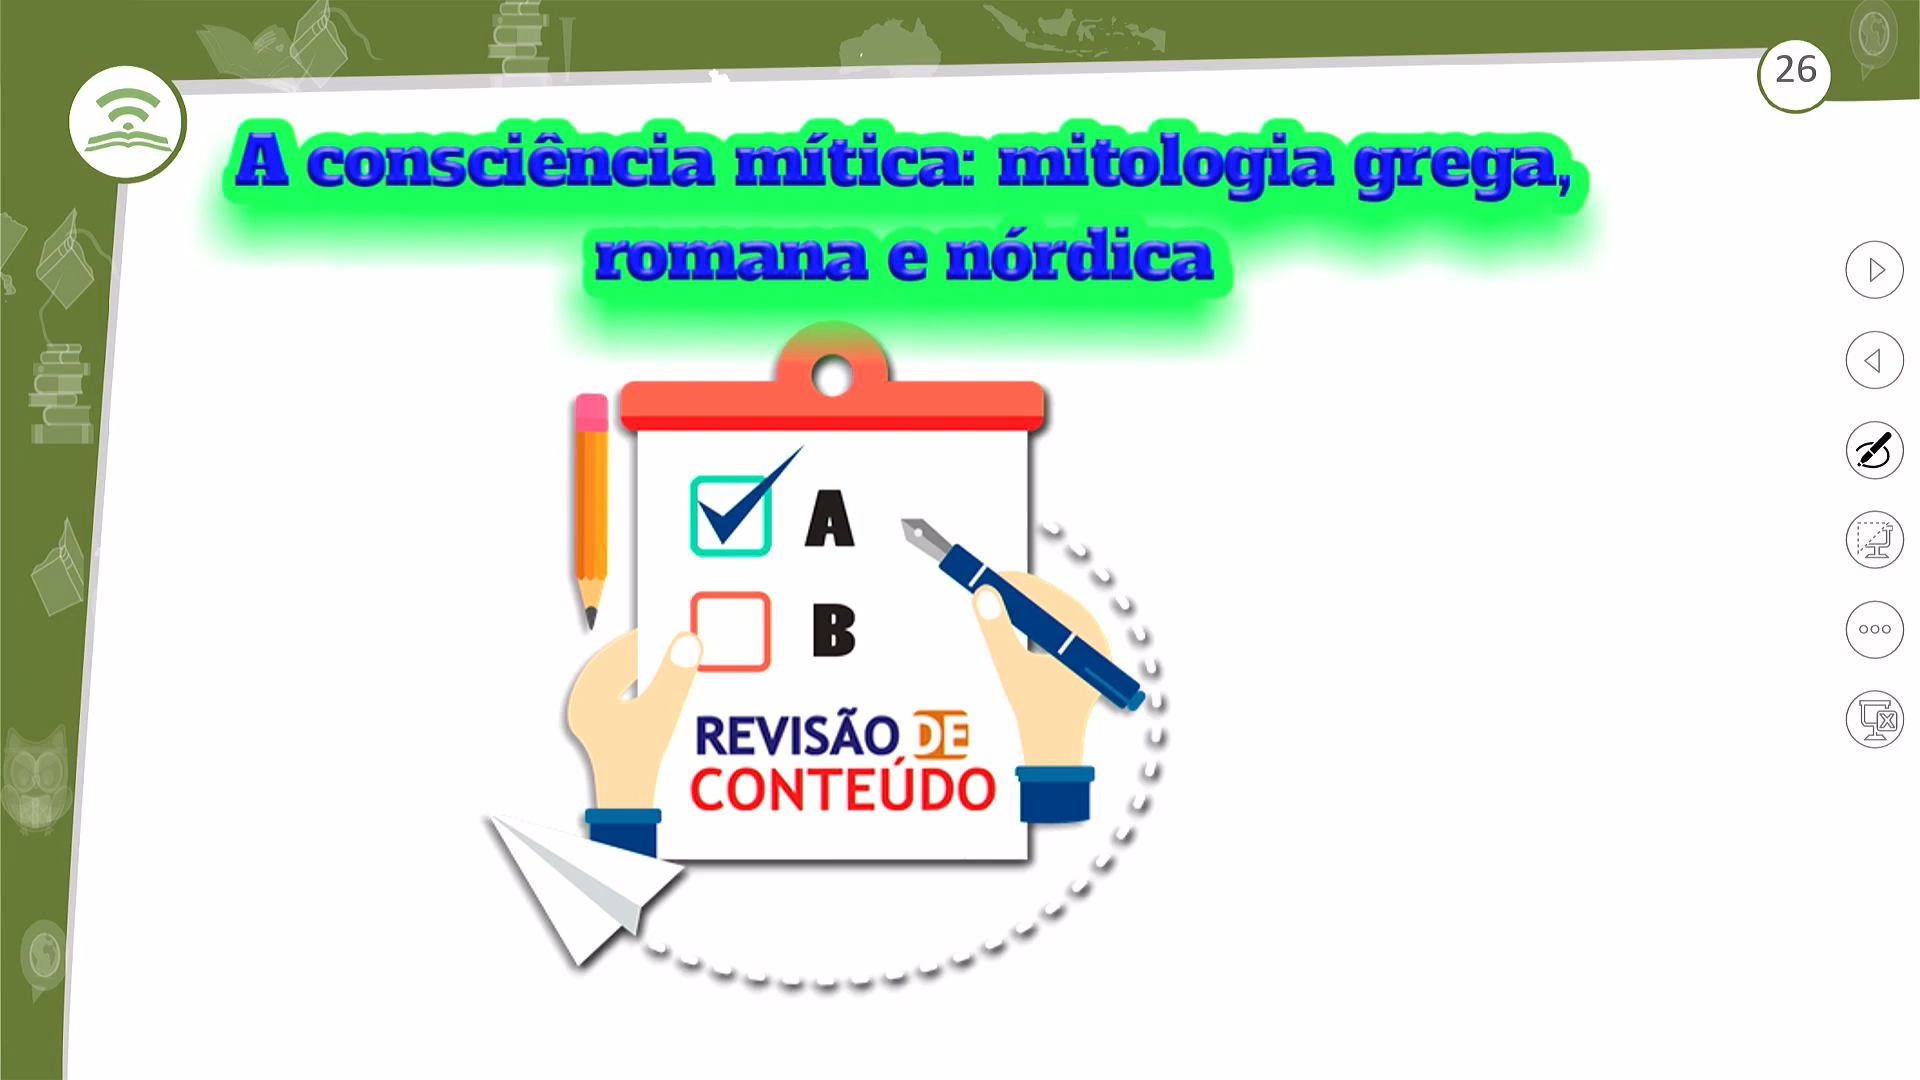 26
A consciência mítica: mitologia grega,
romana e nórdica
A
B
REVISÃO DE
CONTEÚDO